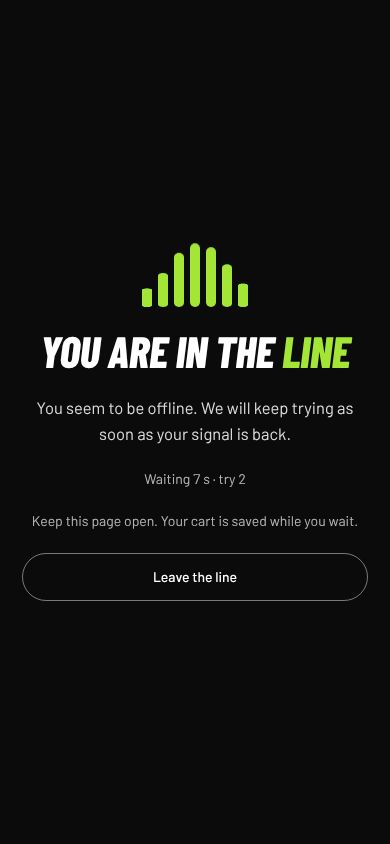 YOU ARE IN THE LINE
You seem to be offline. We will keep trying as
soon as your signal is back.
Waiting 7 s · try 2
Keep this page open. Your cart is saved while you wait.
Leave the line